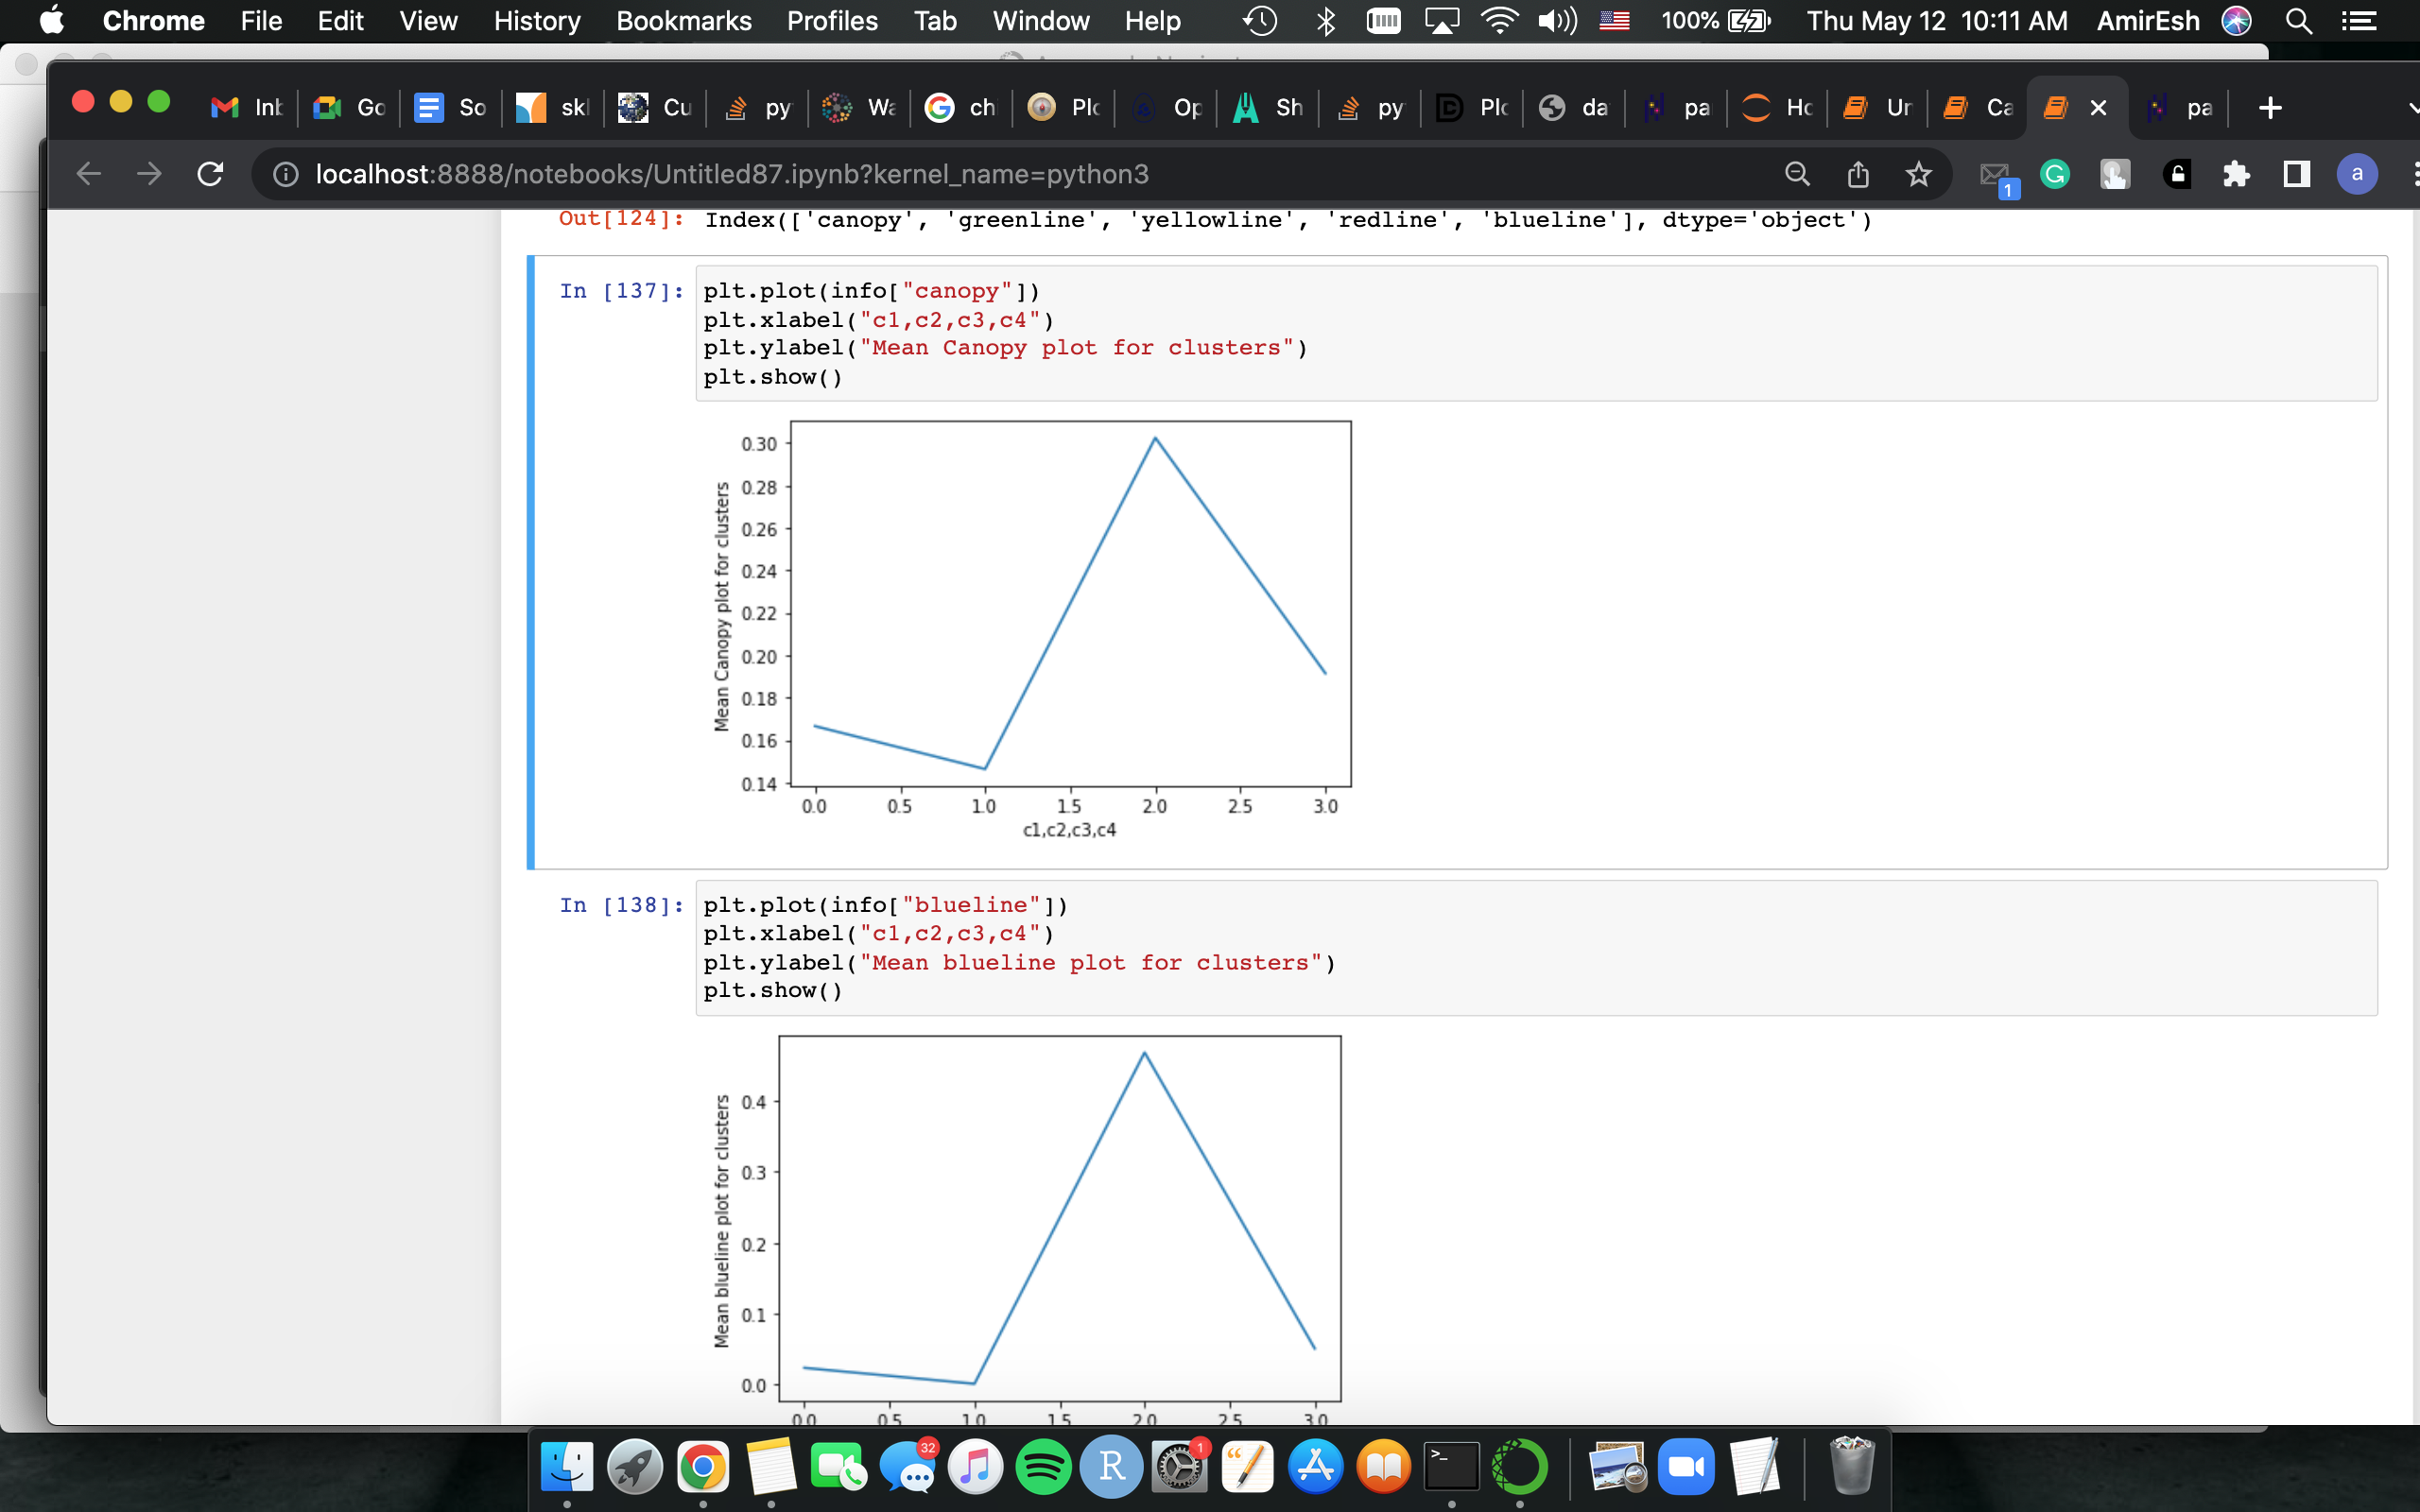 Chrome File Edit View History Bookmarks Profiles Tab Window Help 100% Thu May 12 10:11 AM AmirEsh
Go So skl Cu py Wa G chi Plo Op Sh py D Plo da pa Ho Ur Ca pa
localhost:8888/notebooks/Untitled87.ipynb?kernel_name=python3 1 G a
Out[124]: Index(['canopy', 'greenline', 'yellowline', 'redline', 'blueline'], dtype='object')
In [137]: plt.plot(info["canopy"])
plt.xlabel("c1,c2,c3,c4")
plt.ylabel("Mean Canopy plot for clusters")
plt.show()
Mean Canopy plot for clusters
0.30
0.28
0.26
0.24
0.22
0.20
0.18
0.16
0.14
0.0 0.5 1.0 1.5 2.0 2.5 3.0
c1,c2,c3,c4
In [138]: plt.plot(info["blueline"])
plt.xlabel("c1,c2,c3,c4")
plt.ylabel("Mean blueline plot for clusters")
plt.show()
Mean blueline plot for clusters
0.4
0.3
0.2
0.1
0.0
0.0 0.5 1.0 1.5 2.0 2.5 3.0
32 R 1 >_